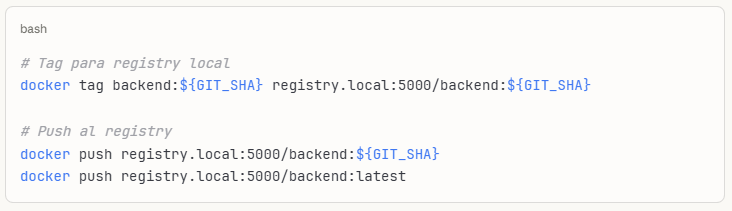 bash
# Tag para registry local
docker tag backend:${GIT_SHA} registry.local:5000/backend:${GIT_SHA}
# Push al registry
docker push registry.local:5000/backend:${GIT_SHA}
docker push registry.local:5000/backend:latest